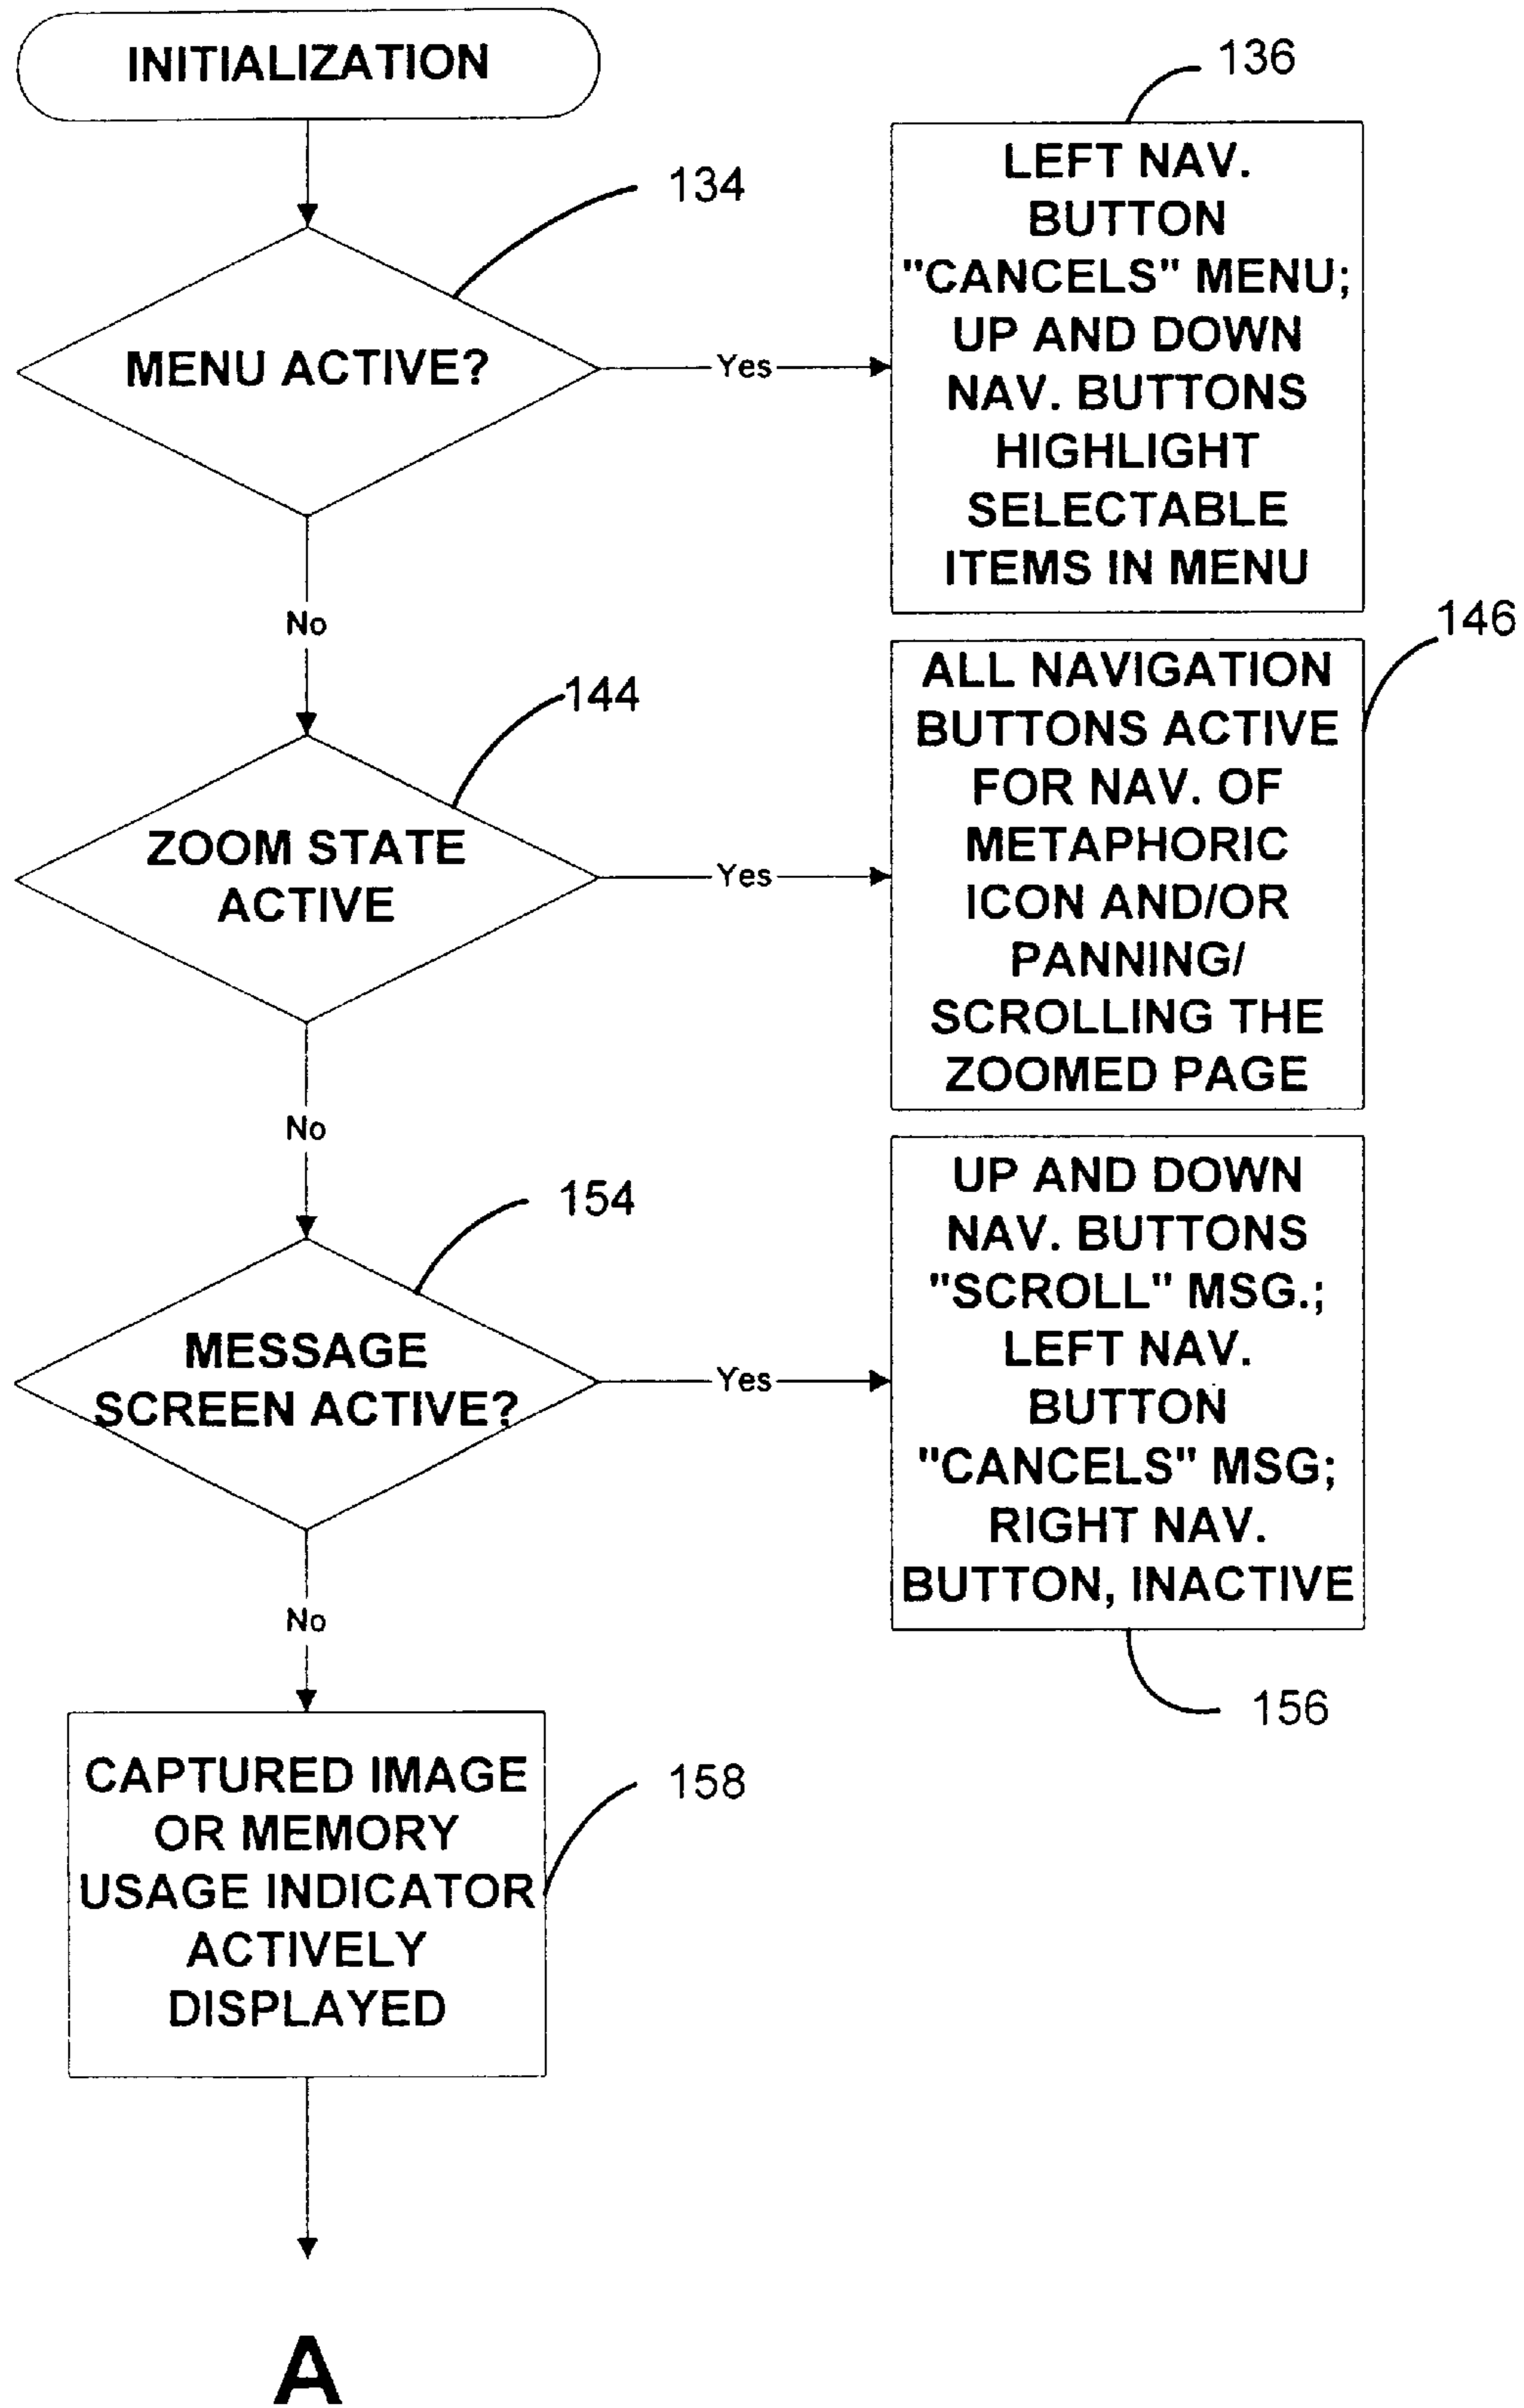 INITIALIZATION
136
LEFT NAV.
BUTTON
"CANCELS" MENU;
UP AND DOWN
NAV. BUTTONS
HIGHLIGHT
SELECTABLE
ITEMS IN MENU
134
MENU ACTIVE?
Yes
No
146
ALL NAVIGATION
BUTTONS ACTIVE
FOR NAV. OF
METAPHORIC
ICON AND/OR
PANNING/
SCROLLING THE
ZOOMED PAGE
144
ZOOM STATE
ACTIVE
Yes
No
154
MESSAGE
SCREEN ACTIVE?
Yes
UP AND DOWN
NAV. BUTTONS
"SCROLL" MSG.;
LEFT NAV.
BUTTON
"CANCELS" MSG;
RIGHT NAV.
BUTTON, INACTIVE
156
No
CAPTURED IMAGE
OR MEMORY
USAGE INDICATOR
ACTIVELY
DISPLAYED
158
A